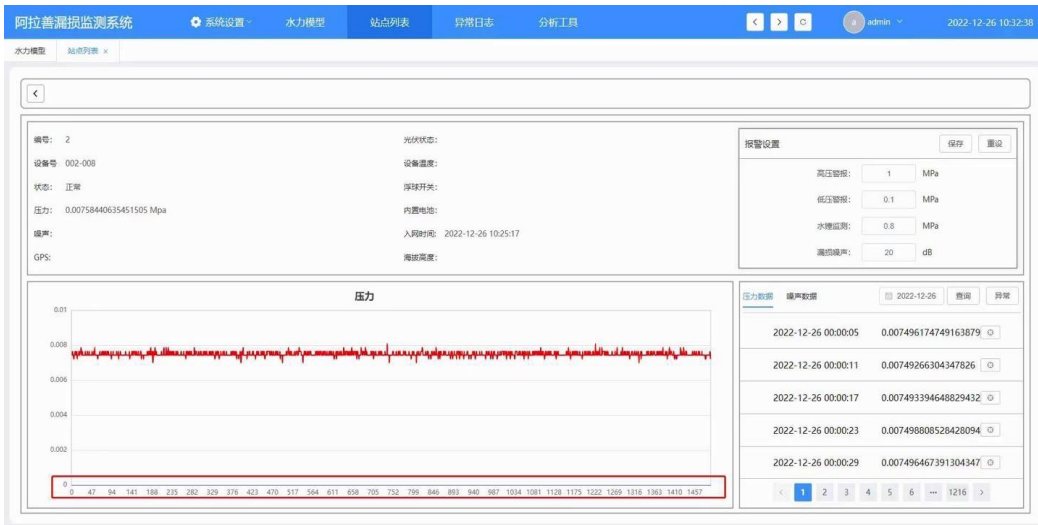 阿拉善漏损监测系统 系统设置 水力模型 站点列表 异常日志 分析工具 a admin 2022-12-26 10:32:38
水力模型 站点列表 ×
编号: 2 光伏状态:
设备号 002-008 设备温度:
状态: 正常 浮球开关:
压力: 0.00758440635451505 Mpa 内置电池:
噪声: 入网时间: 2022-12-26 10:25:17
GPS: 海拔高度:
报警设置 保存 重设
高压警报: 1 MPa
低压警报: 0.1 MPa
水锤监测: 0.8 MPa
漏损噪声: 20 dB
压力
0.01
0.008
0.006
0.004
0.002
0
0 47 94 141 188 235 282 329 376 423 470 517 564 611 658 705 752 799 846 893 940 987 1034 1081 1128 1175 1222 1269 1316 1363 1410 1457
压力数据 噪声数据 2022-12-26 查询 异常
2022-12-26 00:00:05 0.007496174749163879
2022-12-26 00:00:11 0.00749266304347826
2022-12-26 00:00:17 0.007493394648829432
2022-12-26 00:00:23 0.007498808528428094
2022-12-26 00:00:29 0.007496467391304347
1 2 3 4 5 6 ··· 1216